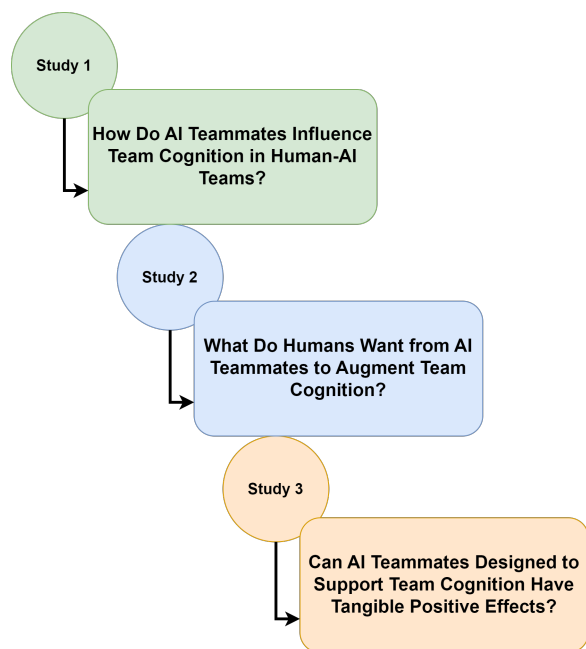 Study 1
How Do AI Teammates Influence
Team Cognition in Human-AI
Teams?
Study 2
What Do Humans Want from AI
Teammates to Augment Team
Cognition?
Study 3
Can AI Teammates Designed to
Support Team Cognition Have
Tangible Positive Effects?